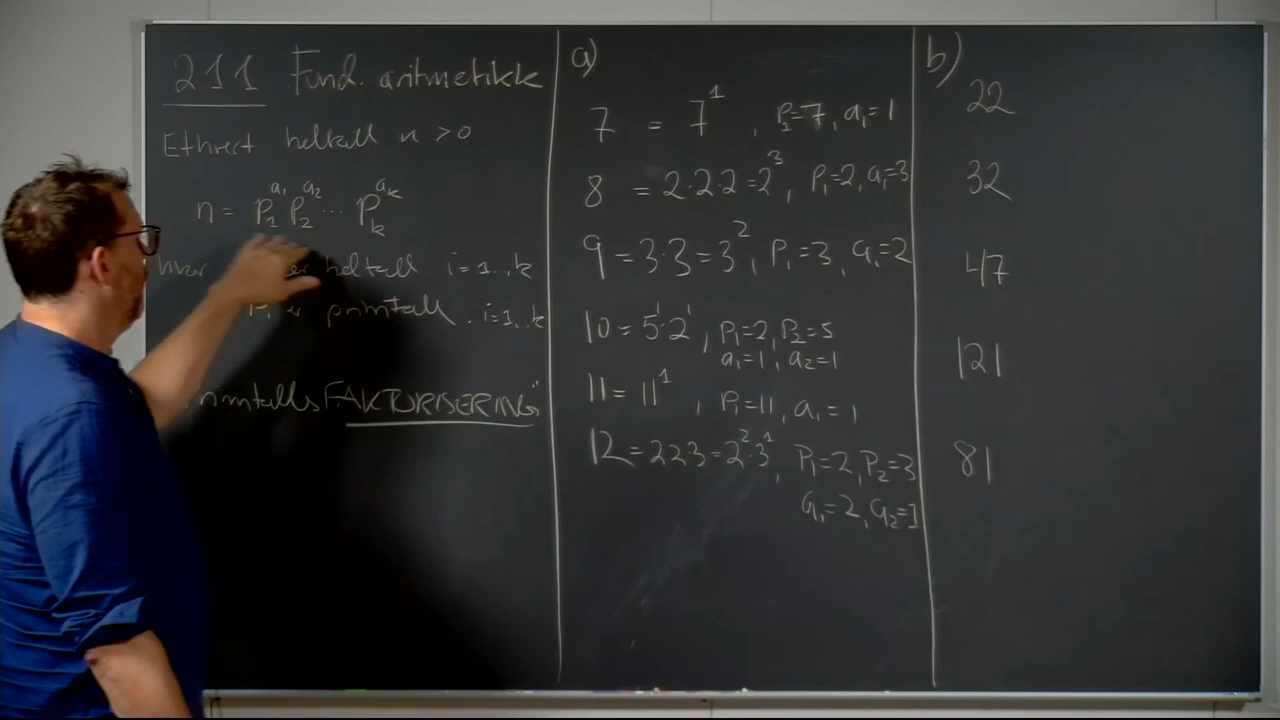 211 Fund. aritmetikk
Ethvert heltall n > 0
n = P₁^a₁ P₂^a₂ ... Pₖ^aₖ
hvor er heltall i=1..k
er primtall. i=1..k
FAKTORISERING"
a)
7 = 7^1, P=7, a₁=1
8 = 2·2·2=2^3, P₁=2, a₁=3
9=3·3=3^2, P₁=3, a₁=2
10=5^1·2^1, P₁=2, P₂=5
a₁=1, a₂=1
11=11^1, P₁=11, a₁=1
12=223=2^2·3^1, P₁=2, P₂=3
a₁=2, a₂=1
b)
22
32
47
121
81